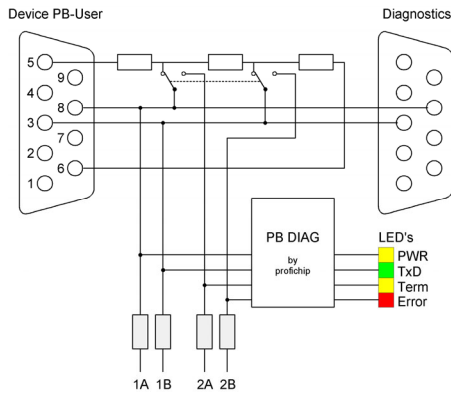 Device PB-User
Diagnostics
5
9
4
8
3
7
2
6
1
PB DIAG
by
profichip
LED's
PWR
TxD
Term
Error
1A 1B 2A 2B